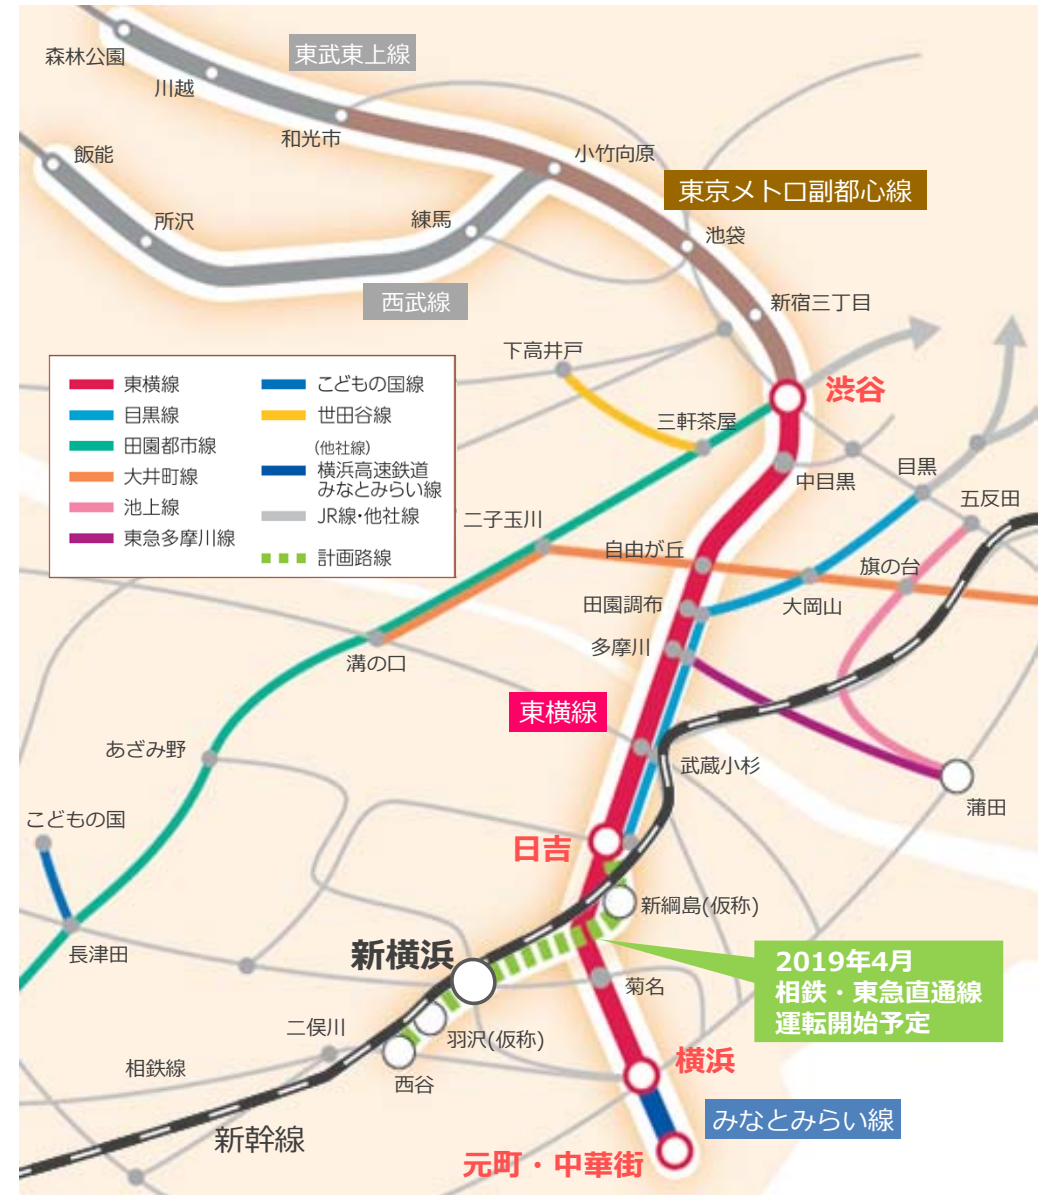 東武東上線
森林公園
川越
和光市
小竹向原
飯能
東京メトロ副都心線
所沢
練馬
池袋
西武線
新宿三丁目
下高井戸
東横線
目黒線
田園都市線
大井町線
池上線
東急多摩川線
こどもの国線
世田谷線
(他社線)
横浜高速鉄道
みなとみらい線
JR線・他社線
計画路線
渋谷
三軒茶屋
中目黒
目黒
五反田
二子玉川
自由が丘
旗の台
大岡山
田園調布
多摩川
溝の口
東横線
あざみ野
武蔵小杉
蒲田
こどもの国
日吉
新綱島(仮称)
長津田
新横浜
2019年4月
相鉄・東急直通線
運転開始予定
菊名
二俣川
羽沢(仮称)
相鉄線
西谷
横浜
新幹線
みなとみらい線
元町・中華街